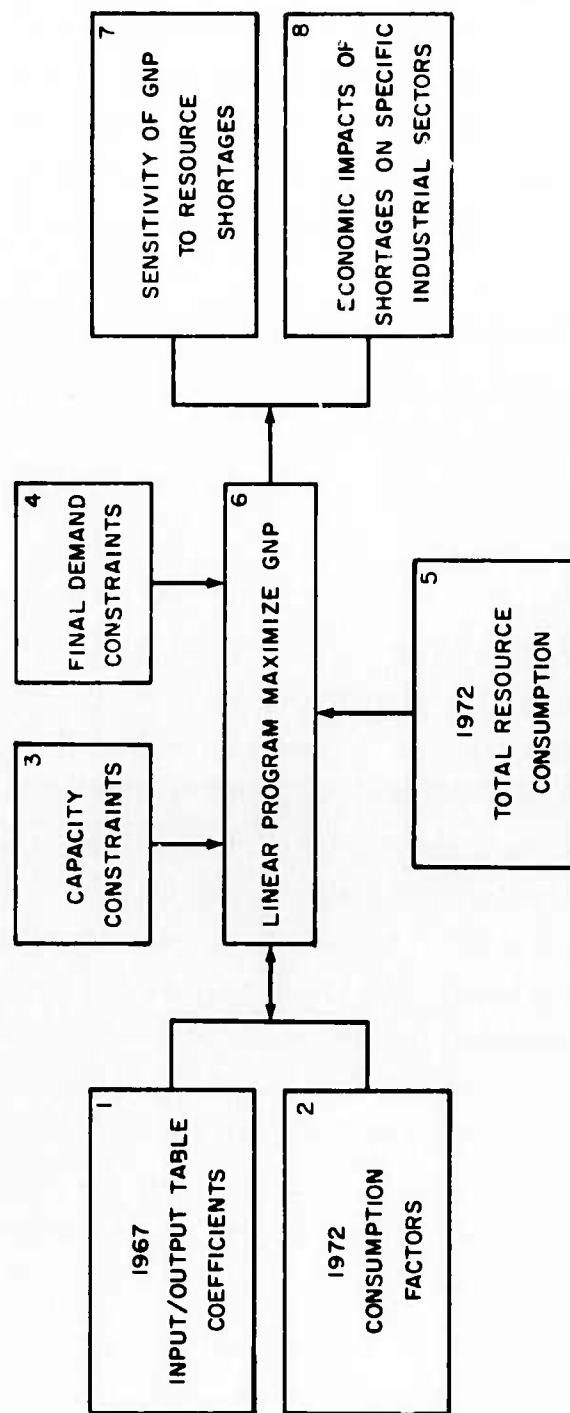 1
1967
INPUT/OUTPUT TABLE
COEFFICIENTS
2
1972
CONSUMPTION
FACTORS
3
CAPACITY
CONSTRAINTS
4
FINAL DEMAND
CONSTRAINTS
6
LINEAR PROGRAM MAXIMIZE GNP
5
1972
TOTAL RESOURCE
CONSUMPTION
7
SENSITIVITY OF GNP
TO RESOURCE
SHORTAGES
8
ECONOMIC IMPACTS OF
SHORTAGES ON SPECIFIC
INDUSTRIAL SECTORS